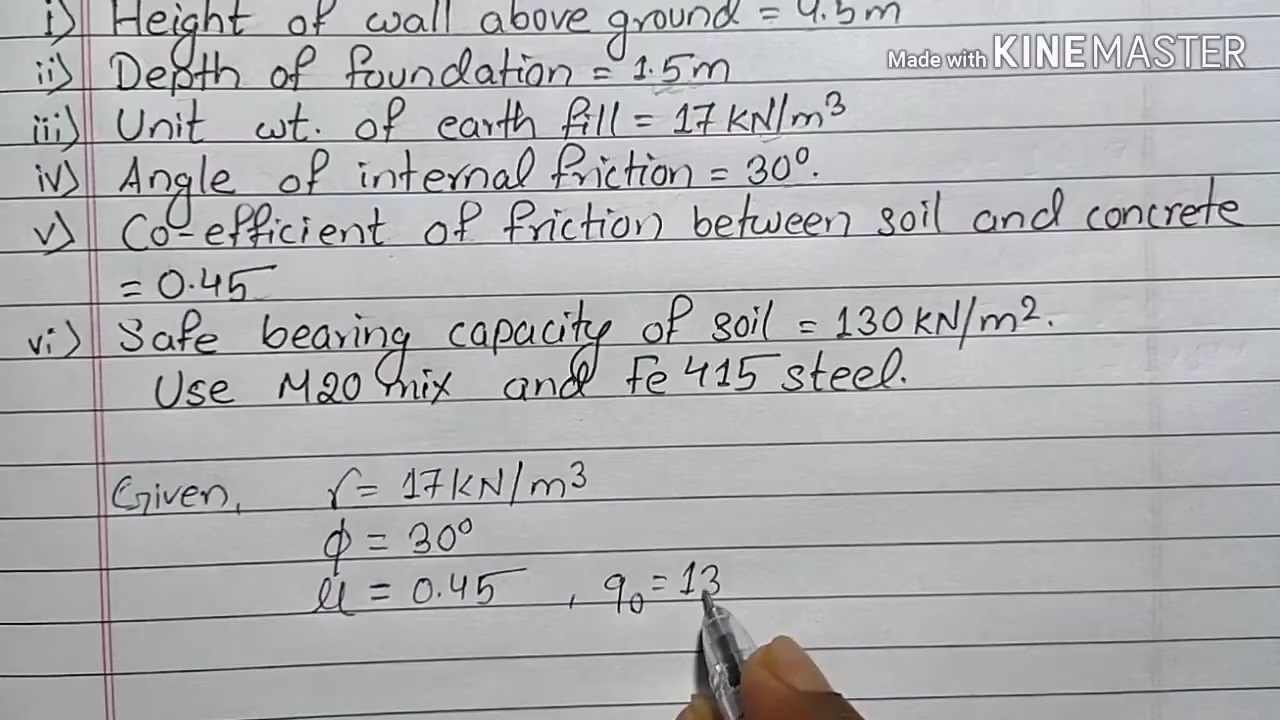 i) Height of wall above ground = 4.5m
Made with KINEMASTER
ii) Depth of foundation = 1.5m
iii) Unit wt. of earth fill = 17 KN/m³
iv) Angle of internal friction = 30°.
v) Co-efficient of friction between soil and concrete
= 0.45
vi) Safe bearing capacity of soil = 130 KN/m².
Use M20 mix and Fe 415 steel.
Given, γ = 17 KN/m³
φ = 30°
μ = 0.45 , q₀ = 13